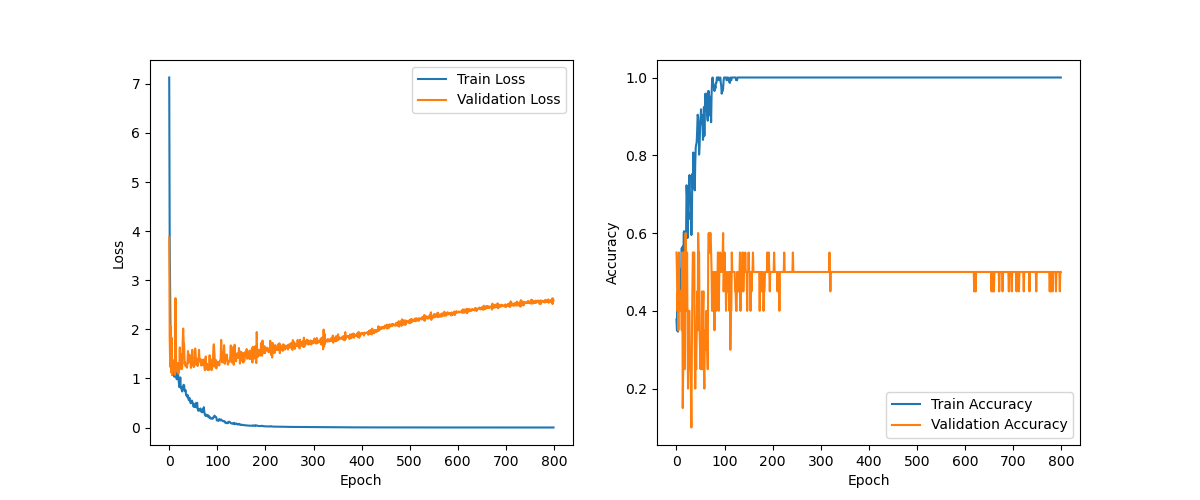 Train Loss
Validation Loss
7
6
5
4
3
2
1
0
Loss
0 100 200 300 400 500 600 700 800
Epoch
1.0
0.8
0.6
0.4
0.2
Accuracy
Train Accuracy
Validation Accuracy
0 100 200 300 400 500 600 700 800
Epoch